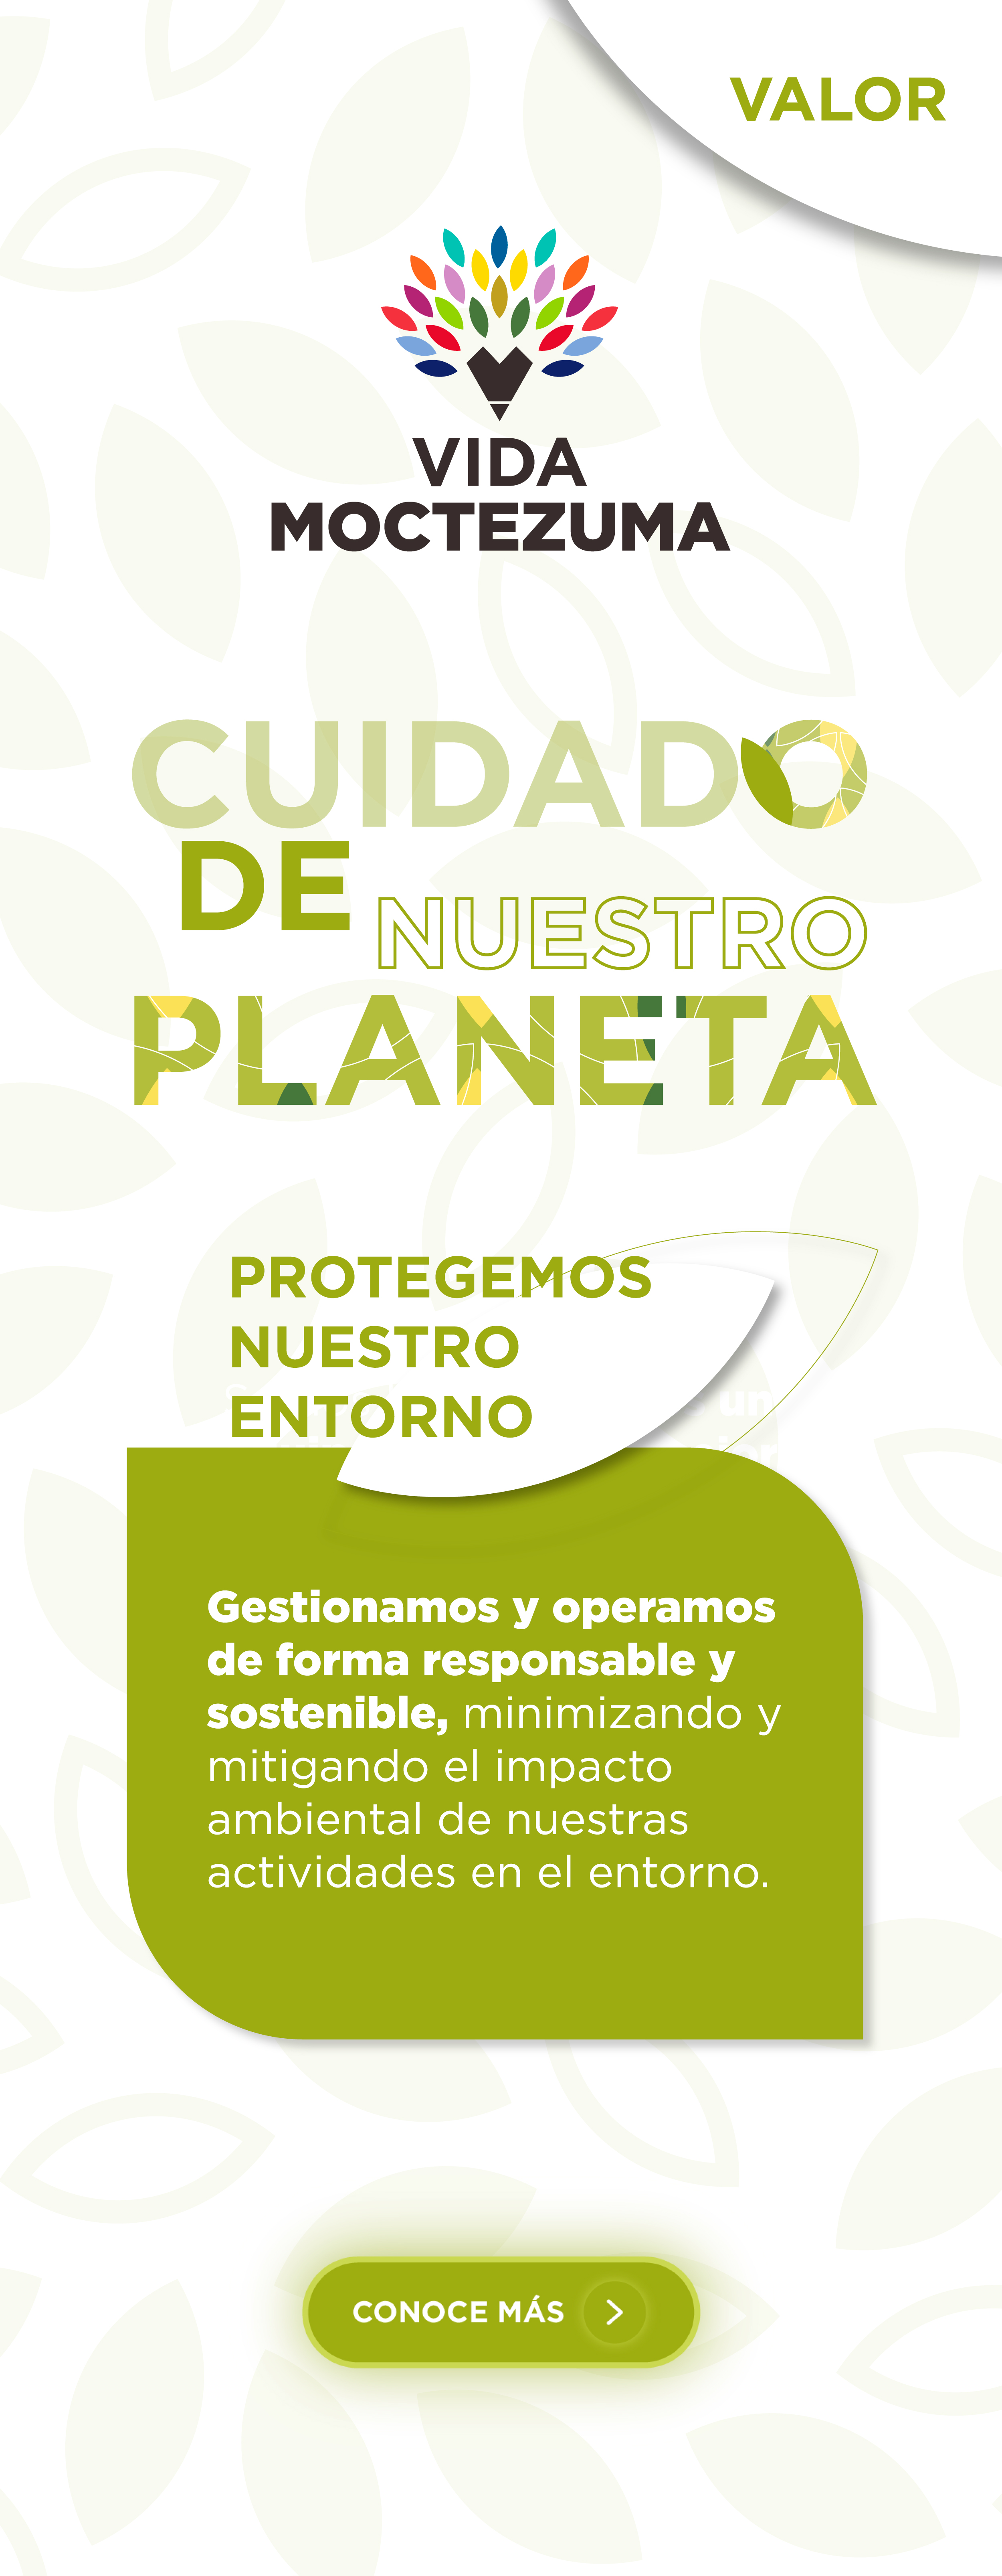 VALOR
VIDA
MOCTEZUMA
CUIDADO
DE
NUESTRO
PLANETA
PROTEGEMOS
NUESTRO
ENTORNO
Gestionamos y operamos
de forma responsable y
sostenible, minimizando y
mitigando el impacto
ambiental de nuestras
actividades en el entorno.
CONOCE MÁS